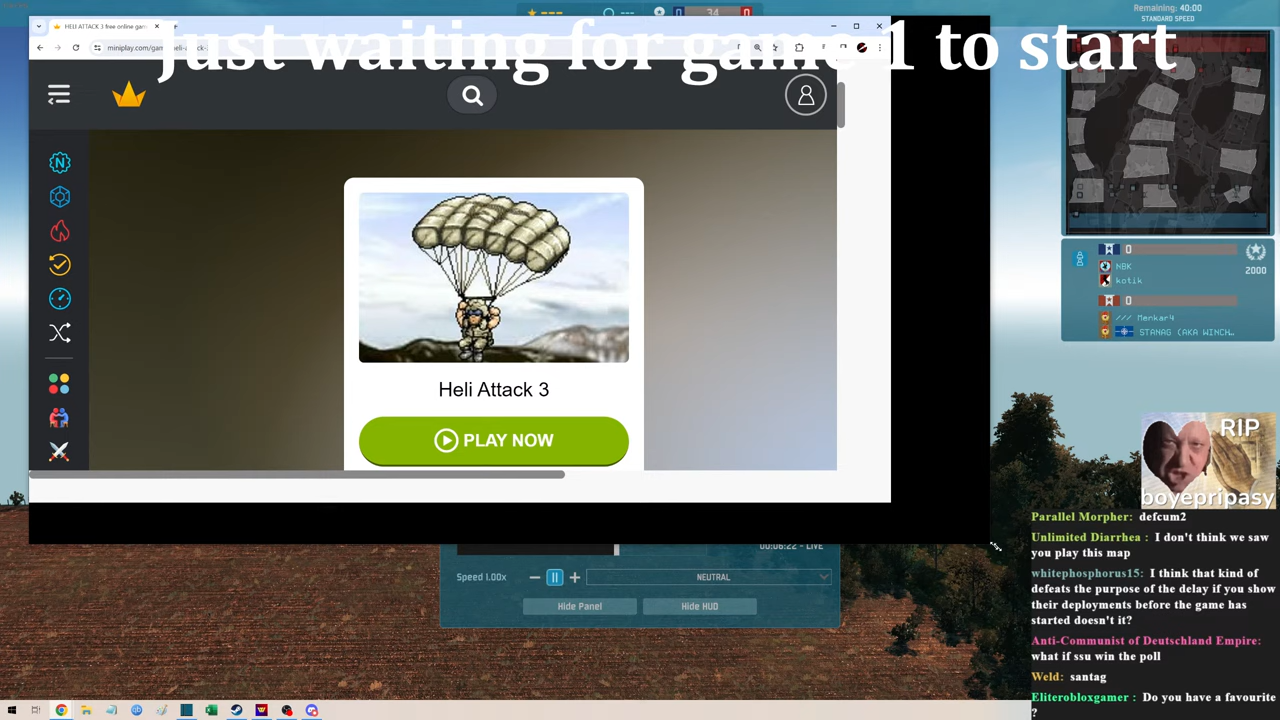 HELI ATTACK 3 free online gam
miniplay.com/game/heli-attack-
just waiting for game 1 to start
0 34 0
Remaining: 40:00
STANDARD SPEED
Heli Attack 3
PLAY NOW
0
NBK
kotik
2000
0
/// Menkar4
STANAG (AKA WINCH…
RIP
boyepripasy
00:06:22 - LIVE
Speed 1.00x
NEUTRAL
Hide Panel
Hide HUD
Parallel Morpher: defcum2
Unlimited Diarrhea : I don't think we saw
you play this map
whitephosphorus15: I think that kind of
defeats the purpose of the delay if you show
their deployments before the game has
started doesn't it?
Anti-Communist of Deutschland Empire:
what if ssu win the poll
Weld: santag
Eliterobloxgamer : Do you have a favourite
?